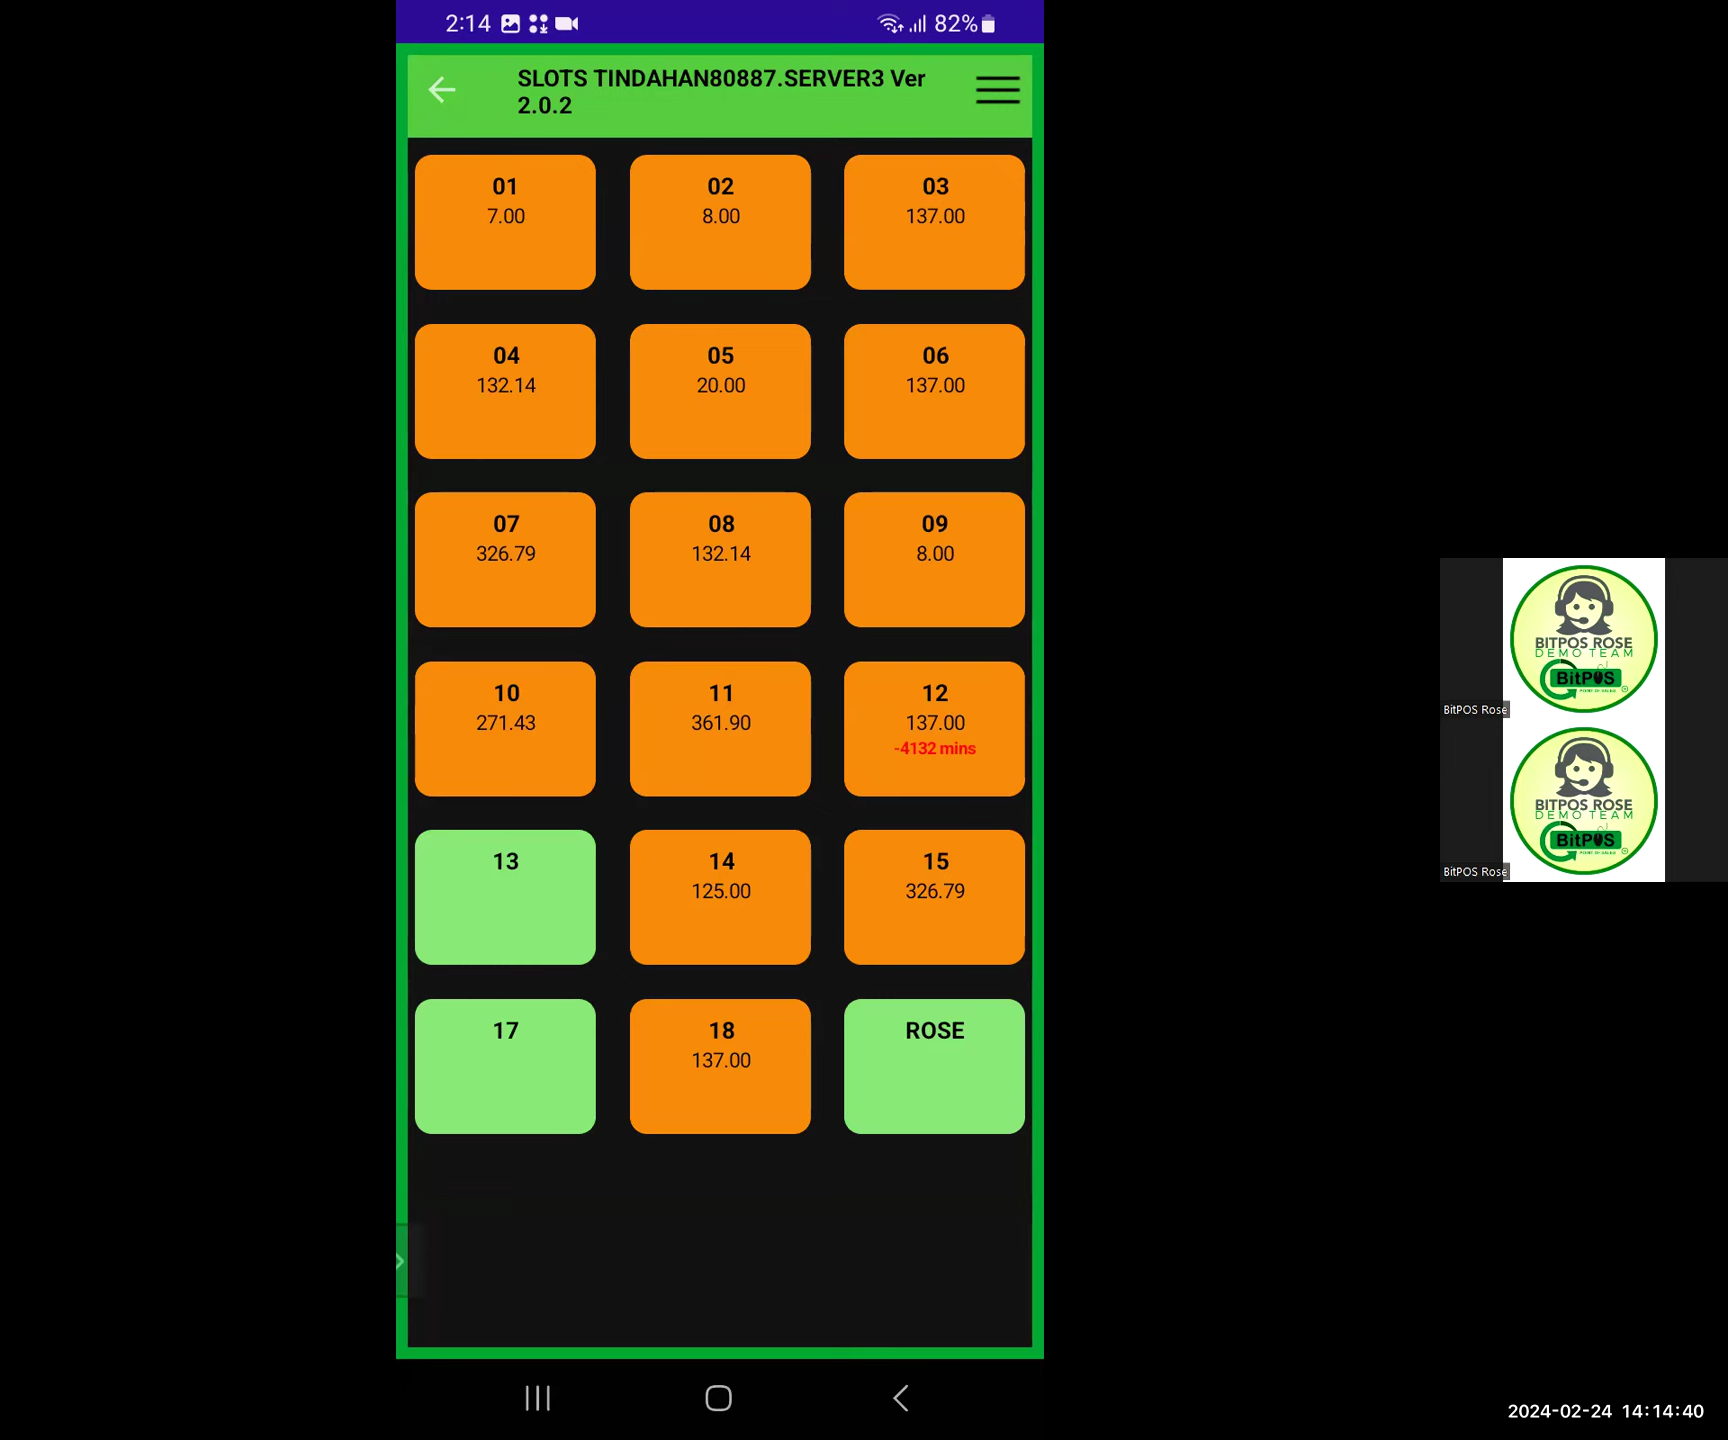 2:14 82%
SLOTS TINDAHAN80887.SERVER3 Ver
2.0.2
01 02 03
7.00 8.00 137.00
04 05 06
132.14 20.00 137.00
07 08 09
326.79 132.14 8.00
10 11 12
271.43 361.90 137.00
-4132 mins
13 14 15
125.00 326.79
17 18 ROSE
137.00
BITPOS ROSE
DEMO TEAM
BitPOS
BitPOS Rose
BITPOS ROSE
DEMO TEAM
BitPOS
BitPOS Rose
2024-02-24 14:14:40